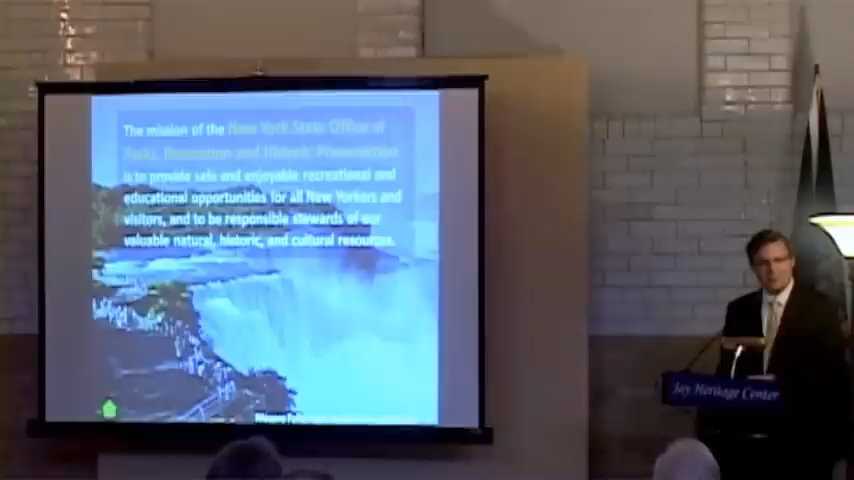 The mission of the New York State Office of
Parks, Recreation and Historic Preservation
is to provide safe and enjoyable recreational and
educational opportunities for all New Yorkers and
visitors, and to be responsible stewards of our
valuable natural, historic, and cultural resources.
Jay Heritage Center